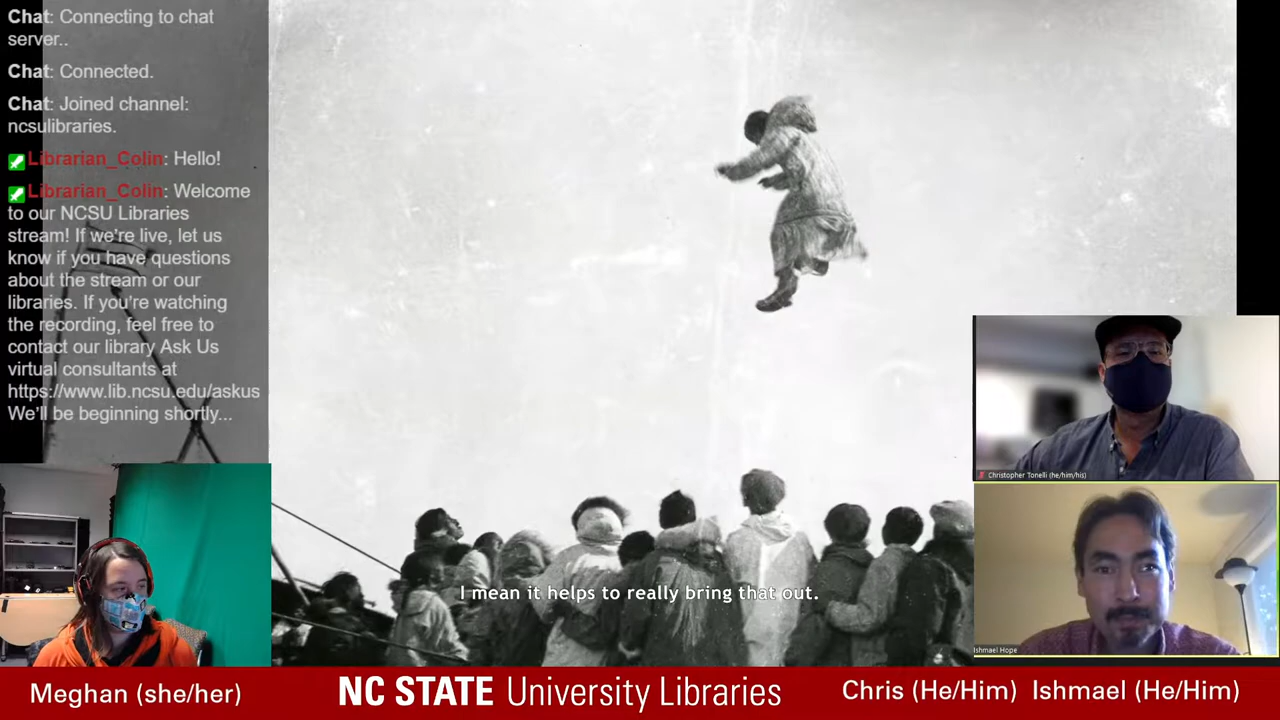 Chat: Connecting to chat
server..
Chat: Connected.
Chat: Joined channel:
ncsulibraries.
Librarian_Colin: Hello!
Librarian_Colin: Welcome
to our NCSU Libraries
stream! If we're live, let us
know if you have questions
about the stream or our
libraries. If you're watching
the recording, feel free to
contact our library Ask Us
virtual consultants at
https://www.lib.ncsu.edu/askus
We'll be beginning shortly...
Christopher Tonelli (he/him/his)
I mean it helps to really bring that out.
Ishmael Hope
Meghan (she/her)
NC STATE University Libraries
Chris (He/Him) Ishmael (He/Him)